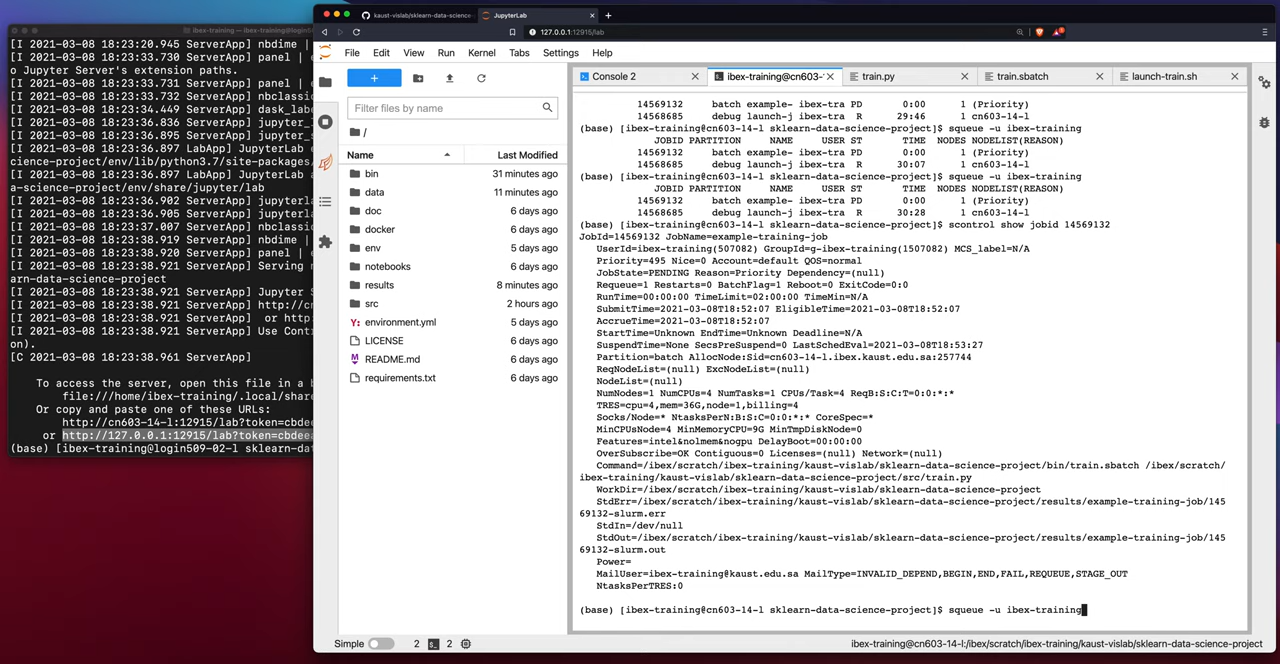 kaust-vislab/sklearn-data-science-
JupyterLab
127.0.0.1:12915/lab
ibex-training — ibex-training@login5
[I 2021-03-08 18:23:20.945 ServerApp] nbdime |
[I 2021-03-08 18:23:33.730 ServerApp] panel | e
o Jupyter Server's extension paths.
[I 2021-03-08 18:23:33.731 ServerApp] panel | e
[I 2021-03-08 18:23:33.732 ServerApp] nbclassic
[I 2021-03-08 18:23:34.449 ServerApp] dask_labe
[I 2021-03-08 18:23:36.842 ServerApp] jupyter_
[I 2021-03-08 18:23:36.896 ServerApp] jupyter_s
[I 2021-03-08 18:23:36.897 LabApp] JupyterLab e
cience-project/env/lib/python3.7/site-packages/
[I 2021-03-08 18:23:36.897 LabApp] JupyterLab a
a-science-project/env/share/jupyter/lab
[I 2021-03-08 18:23:36.902 ServerApp] jupyterla
[I 2021-03-08 18:23:36.905 ServerApp] jupyterla
[I 2021-03-08 18:23:37.007 ServerApp] nbclassic
[I 2021-03-08 18:23:38.919 ServerApp] nbdime |
[I 2021-03-08 18:23:38.919 ServerApp] panel | e
[I 2021-03-08 18:23:38.921 ServerApp] Serving n
earn-data-science-project
[I 2021-03-08 18:23:38.921 ServerApp] Jupyter S
[I 2021-03-08 18:23:38.921 ServerApp] http://cn
[I 2021-03-08 18:23:38.921 ServerApp]  or http:
[I 2021-03-08 18:23:38.921 ServerApp] Use Contr
on).
[C 2021-03-08 18:23:38.961 ServerApp]
To access the server, open this file in a b
file:///home/ibex-training/.local/share
Or copy and paste one of these URLs:
http://cn603-14-l:12915/lab?token=cbdee
or http://127.0.0.1:12915/lab?token=cbdeea
(base) [ibex-training@login509-02-l sklearn-dat
File Edit View Run Kernel Tabs Settings Help
Filter files by name
/
Name Last Modified
bin 31 minutes ago
data 11 minutes ago
doc 6 days ago
docker 6 days ago
env 6 days ago
notebooks 6 days ago
results 8 minutes ago
src 2 hours ago
environment.yml 5 days ago
LICENSE 6 days ago
README.md 6 days ago
requirements.txt 6 days ago
Console 2
ibex-training@cn603-
train.py
train.sbatch
launch-train.sh
14569132 batch example- ibex-tra PD 0:00 1 (Priority)
14568685 debug launch-j ibex-tra R 29:46 1 cn603-14-l
(base) [ibex-training@cn603-14-l sklearn-data-science-project]$ squeue -u ibex-training
JOBID PARTITION NAME USER ST TIME NODES NODELIST(REASON)
14569132 batch example- ibex-tra PD 0:00 1 (Priority)
14568685 debug launch-j ibex-tra R 30:07 1 cn603-14-l
(base) [ibex-training@cn603-14-l sklearn-data-science-project]$ squeue -u ibex-training
JOBID PARTITION NAME USER ST TIME NODES NODELIST(REASON)
14569132 batch example- ibex-tra PD 0:00 1 (Priority)
14568685 debug launch-j ibex-tra R 30:28 1 cn603-14-l
(base) [ibex-training@cn603-14-l sklearn-data-science-project]$ scontrol show jobid 14569132
JobId=14569132 JobName=example-training-job
UserId=ibex-training(507082) GroupId=g-ibex-training(1507082) MCS_label=N/A
Priority=495 Nice=0 Account=default QOS=normal
JobState=PENDING Reason=Priority Dependency=(null)
Requeue=1 Restarts=0 BatchFlag=1 Reboot=0 ExitCode=0:0
RunTime=00:00:00 TimeLimit=02:00:00 TimeMin=N/A
SubmitTime=2021-03-08T18:52:07 EligibleTime=2021-03-08T18:52:07
AccrueTime=2021-03-08T18:52:07
StartTime=Unknown EndTime=Unknown Deadline=N/A
SuspendTime=None SecsPreSuspend=0 LastSchedEval=2021-03-08T18:53:27
Partition=batch AllocNode:Sid=cn603-14-l.ibex.kaust.edu.sa:257744
ReqNodeList=(null) ExcNodeList=(null)
NodeList=(null)
NumNodes=1 NumCPUs=4 NumTasks=1 CPUs/Task=4 ReqB:S:C:T=0:0:*:*
TRES=cpu=4,mem=36G,node=1,billing=4
Socks/Node=* NtasksPerN:B:S:C=0:0:*:* CoreSpec=*
MinCPUsNode=4 MinMemoryCPU=9G MinTmpDiskNode=0
Features=intel&nolmem&nogpu DelayBoot=00:00:00
OverSubscribe=OK Contiguous=0 Licenses=(null) Network=(null)
Command=/ibex/scratch/ibex-training/kaust-vislab/sklearn-data-science-project/bin/train.sbatch /ibex/scratch/
ibex-training/kaust-vislab/sklearn-data-science-project/src/train.py
WorkDir=/ibex/scratch/ibex-training/kaust-vislab/sklearn-data-science-project
StdErr=/ibex/scratch/ibex-training/kaust-vislab/sklearn-data-science-project/results/example-training-job/145
69132-slurm.err
StdIn=/dev/null
StdOut=/ibex/scratch/ibex-training/kaust-vislab/sklearn-data-science-project/results/example-training-job/145
69132-slurm.out
Power=
MailUser=ibex-training@kaust.edu.sa MailType=INVALID_DEPEND,BEGIN,END,FAIL,REQUEUE,STAGE_OUT
NtasksPerTRES:0
(base) [ibex-training@cn603-14-l sklearn-data-science-project]$ squeue -u ibex-training
Simple 2 2
ibex-training@cn603-14-l:/ibex/scratch/ibex-training/kaust-vislab/sklearn-data-science-project